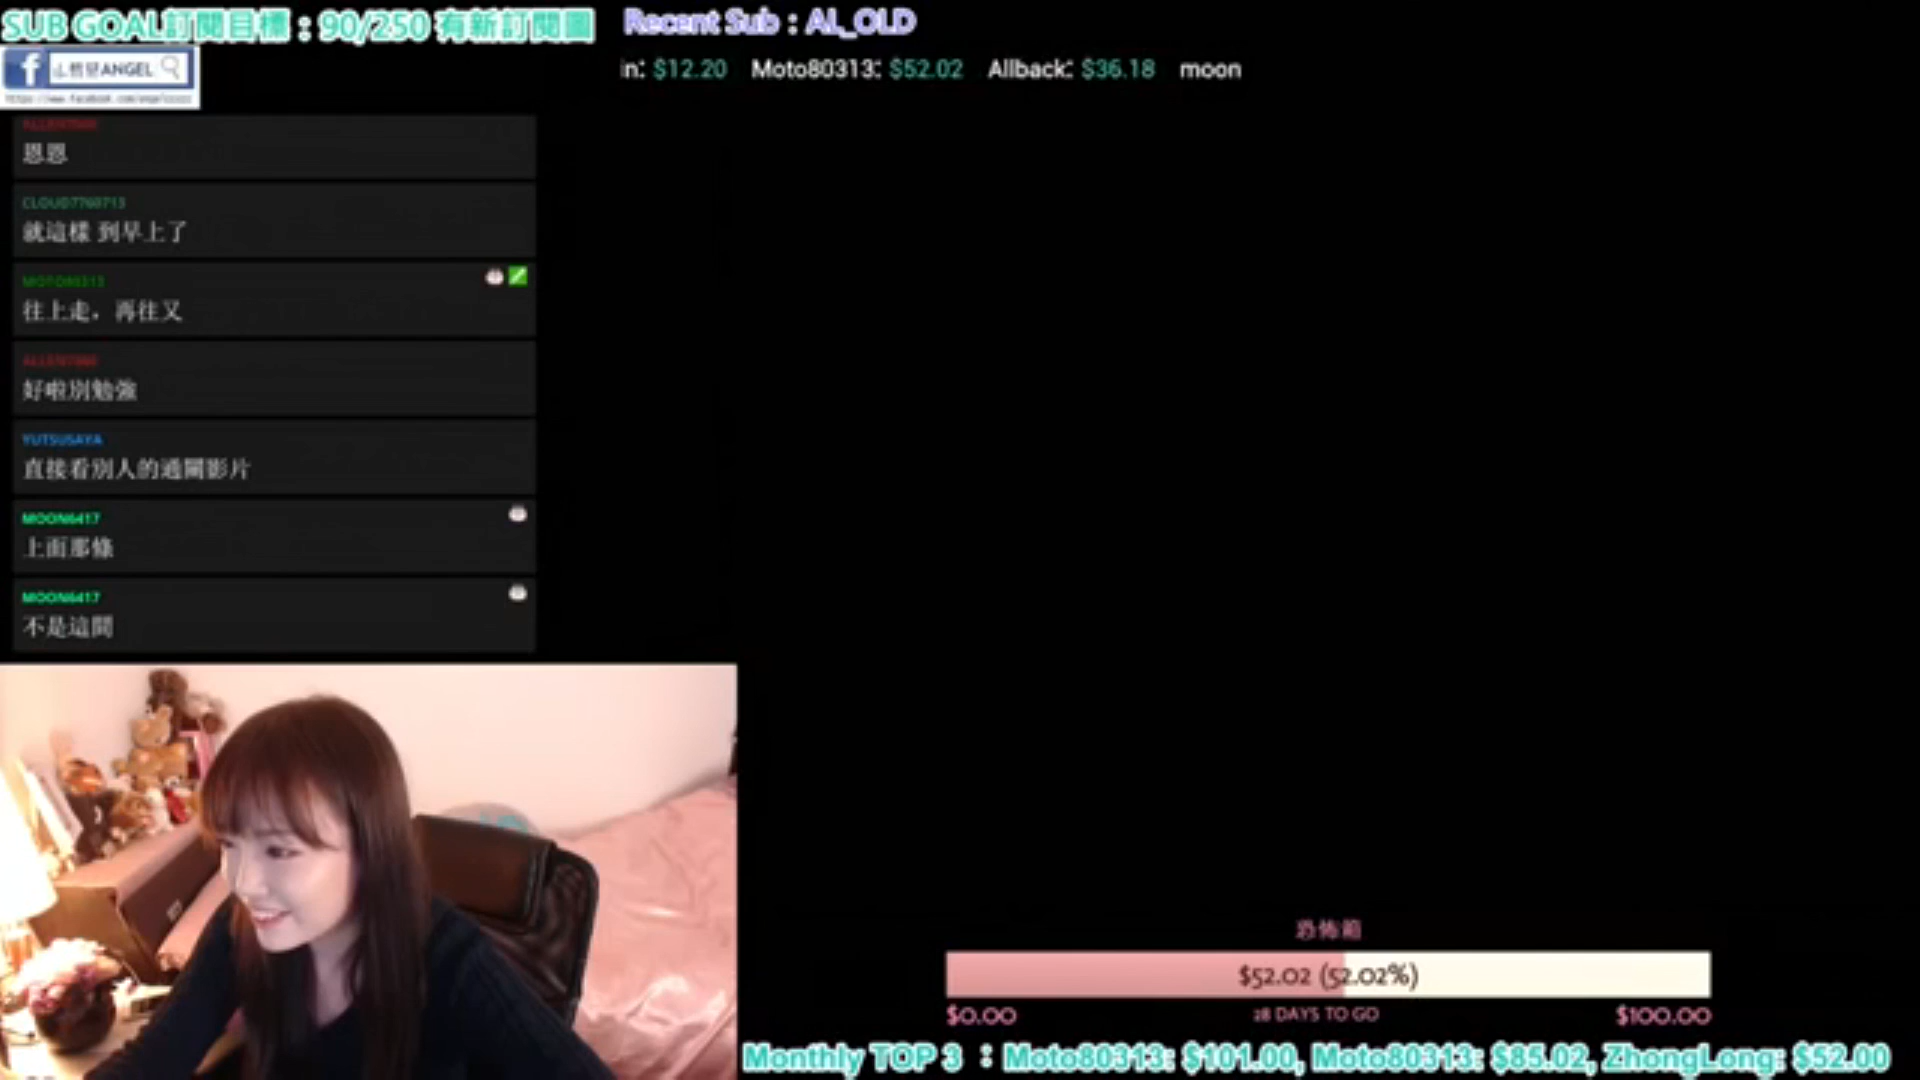 SUB GOAL訂閱目標：90/250 有新訂閱圖
Recent Sub : AL_OLD
in: $12.20 Moto80313: $52.02 Allback: $36.18 moon
ANGEL
恩恩
CLOUD7760713
就這樣 到早上了
MOTO80313
往上走，再往又
好啦別勉強
YUTSUSAYA
直接看別人的通關影片
MOON6417
上面那條
MOON6417
不是這間
恐怖箱
$52.02 (52.02%)
$0.00 28 DAYS TO GO $100.00
Monthly TOP 3 ：Moto80313: $101.00, Moto80313: $85.02, ZhongLong: $52.00